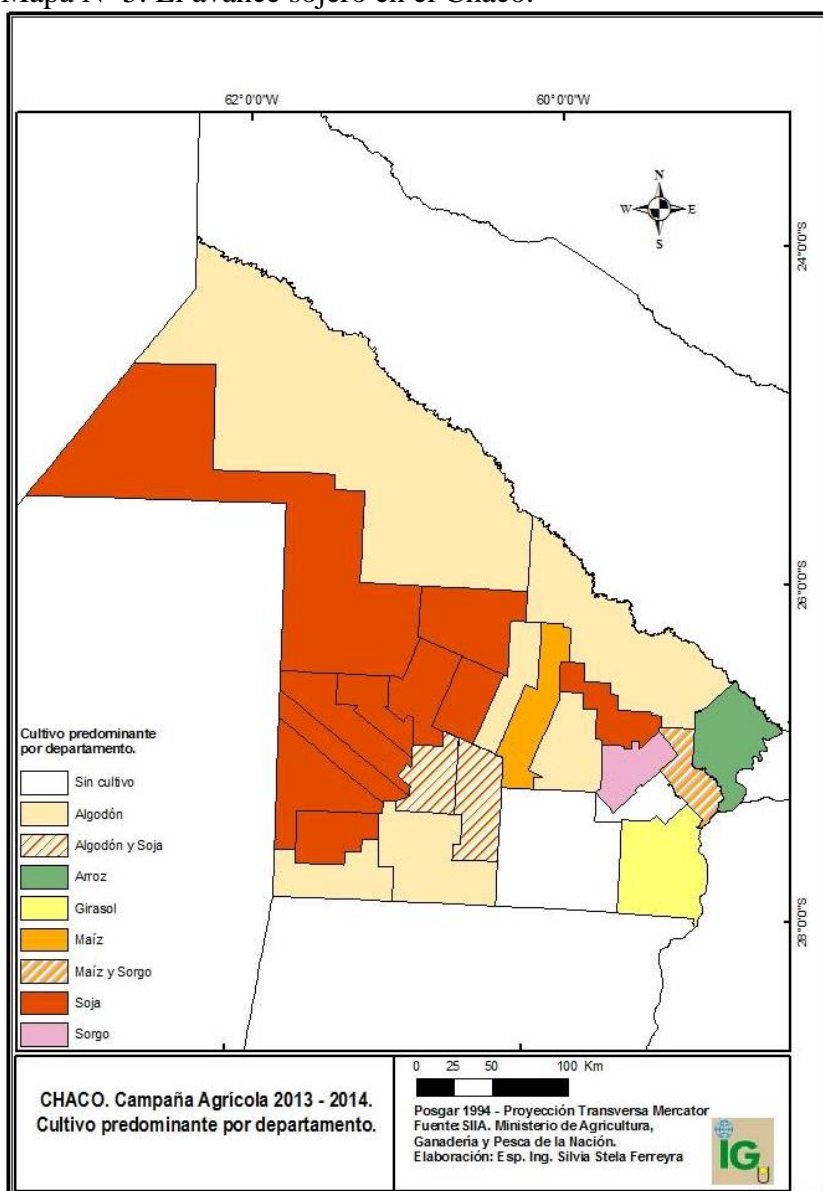 Mapa Nº 3: El avance sojero en el Chaco.
62°0'0"W
60°0'0"W
N
W
E
S
24°0'0"S
26°0'0"S
28°0'0"S
Cultivo predominante
por departamento.
Sin cultivo
Algodón
Algodón y Soja
Arroz
Girasol
Maíz
Maíz y Sorgo
Soja
Sorgo
CHACO. Campaña Agrícola 2013 - 2014.
Cultivo predominante por departamento.
0 25 50 100 Km
Posgar 1994 - Proyección Transversa Mercator
Fuente: SIIA. Ministerio de Agricultura,
Ganadería y Pesca de la Nación.
Elaboración: Esp. Ing. Silvia Stela Ferreyra
IG